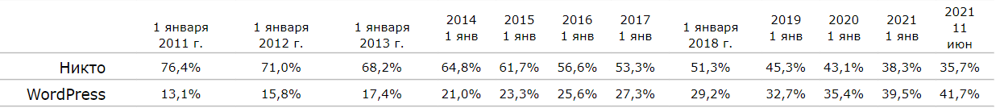 1 января 2011 г. 1 января 2012 г. 1 января 2013 г. 2014 1 янв 2015 1 янв 2016 1 янв 2017 1 янв 1 января 2018 г. 2019 1 янв 2020 1 янв 2021 1 янв 2021 11 июн
Никто 76,4% 71,0% 68,2% 64,8% 61,7% 56,6% 53,3% 51,3% 45,3% 43,1% 38,3% 35,7%
WordPress 13,1% 15,8% 17,4% 21,0% 23,3% 25,6% 27,3% 29,2% 32,7% 35,4% 39,5% 41,7%